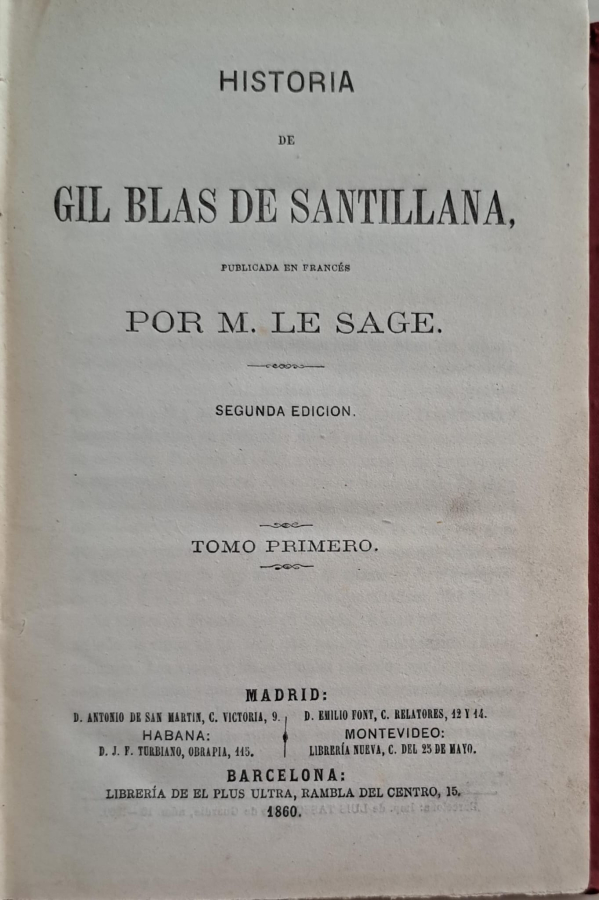 HISTORIA
DE
GIL BLAS DE SANTILLANA,
PUBLICADA EN FRANCÉS
POR M. LE SAGE.
SEGUNDA EDICION.
TOMO PRIMERO.
MADRID:
D. ANTONIO DE SAN MARTIN, C. VICTORIA, 9.
D. EMILIO FONT, C. RELATORES, 12 Y 14.
HABANA:
D. J. F. TURBIANO, OBRAPIA, 115.
MONTEVIDEO:
LIBRERÍA NUEVA, C. DEL 25 DE MAYO.
BARCELONA:
LIBRERÍA DE EL PLUS ULTRA, RAMBLA DEL CENTRO, 15.
1860.